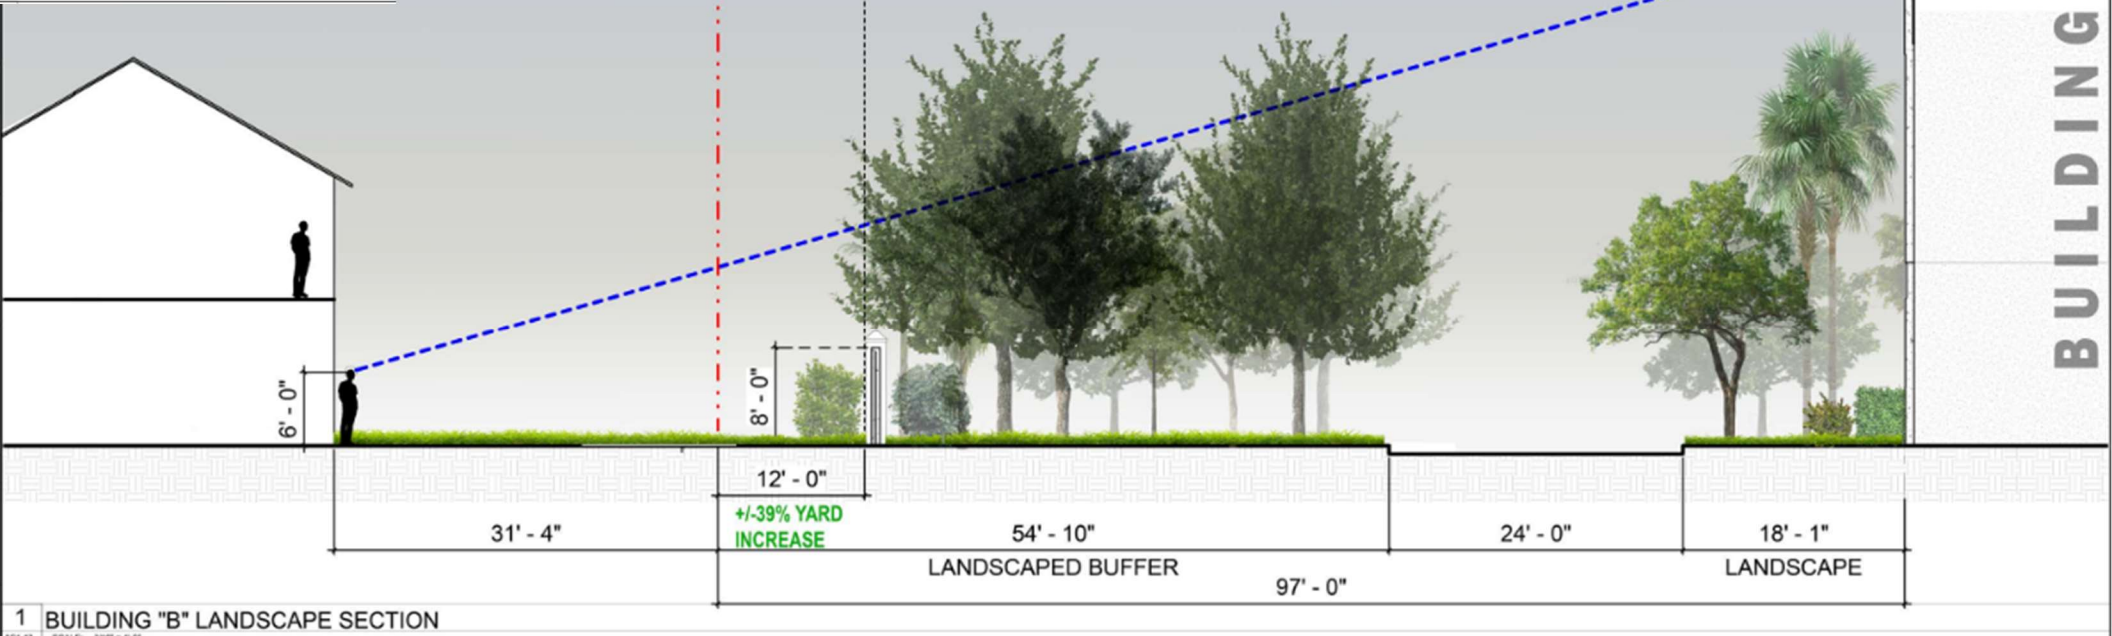 BUILDING
6' - 0"
8' - 0"
12' - 0"
+/-39% YARD
INCREASE
31' - 4"
54' - 10"
24' - 0"
18' - 1"
LANDSCAPED BUFFER
LANDSCAPE
97' - 0"
1 BUILDING "B" LANDSCAPE SECTION